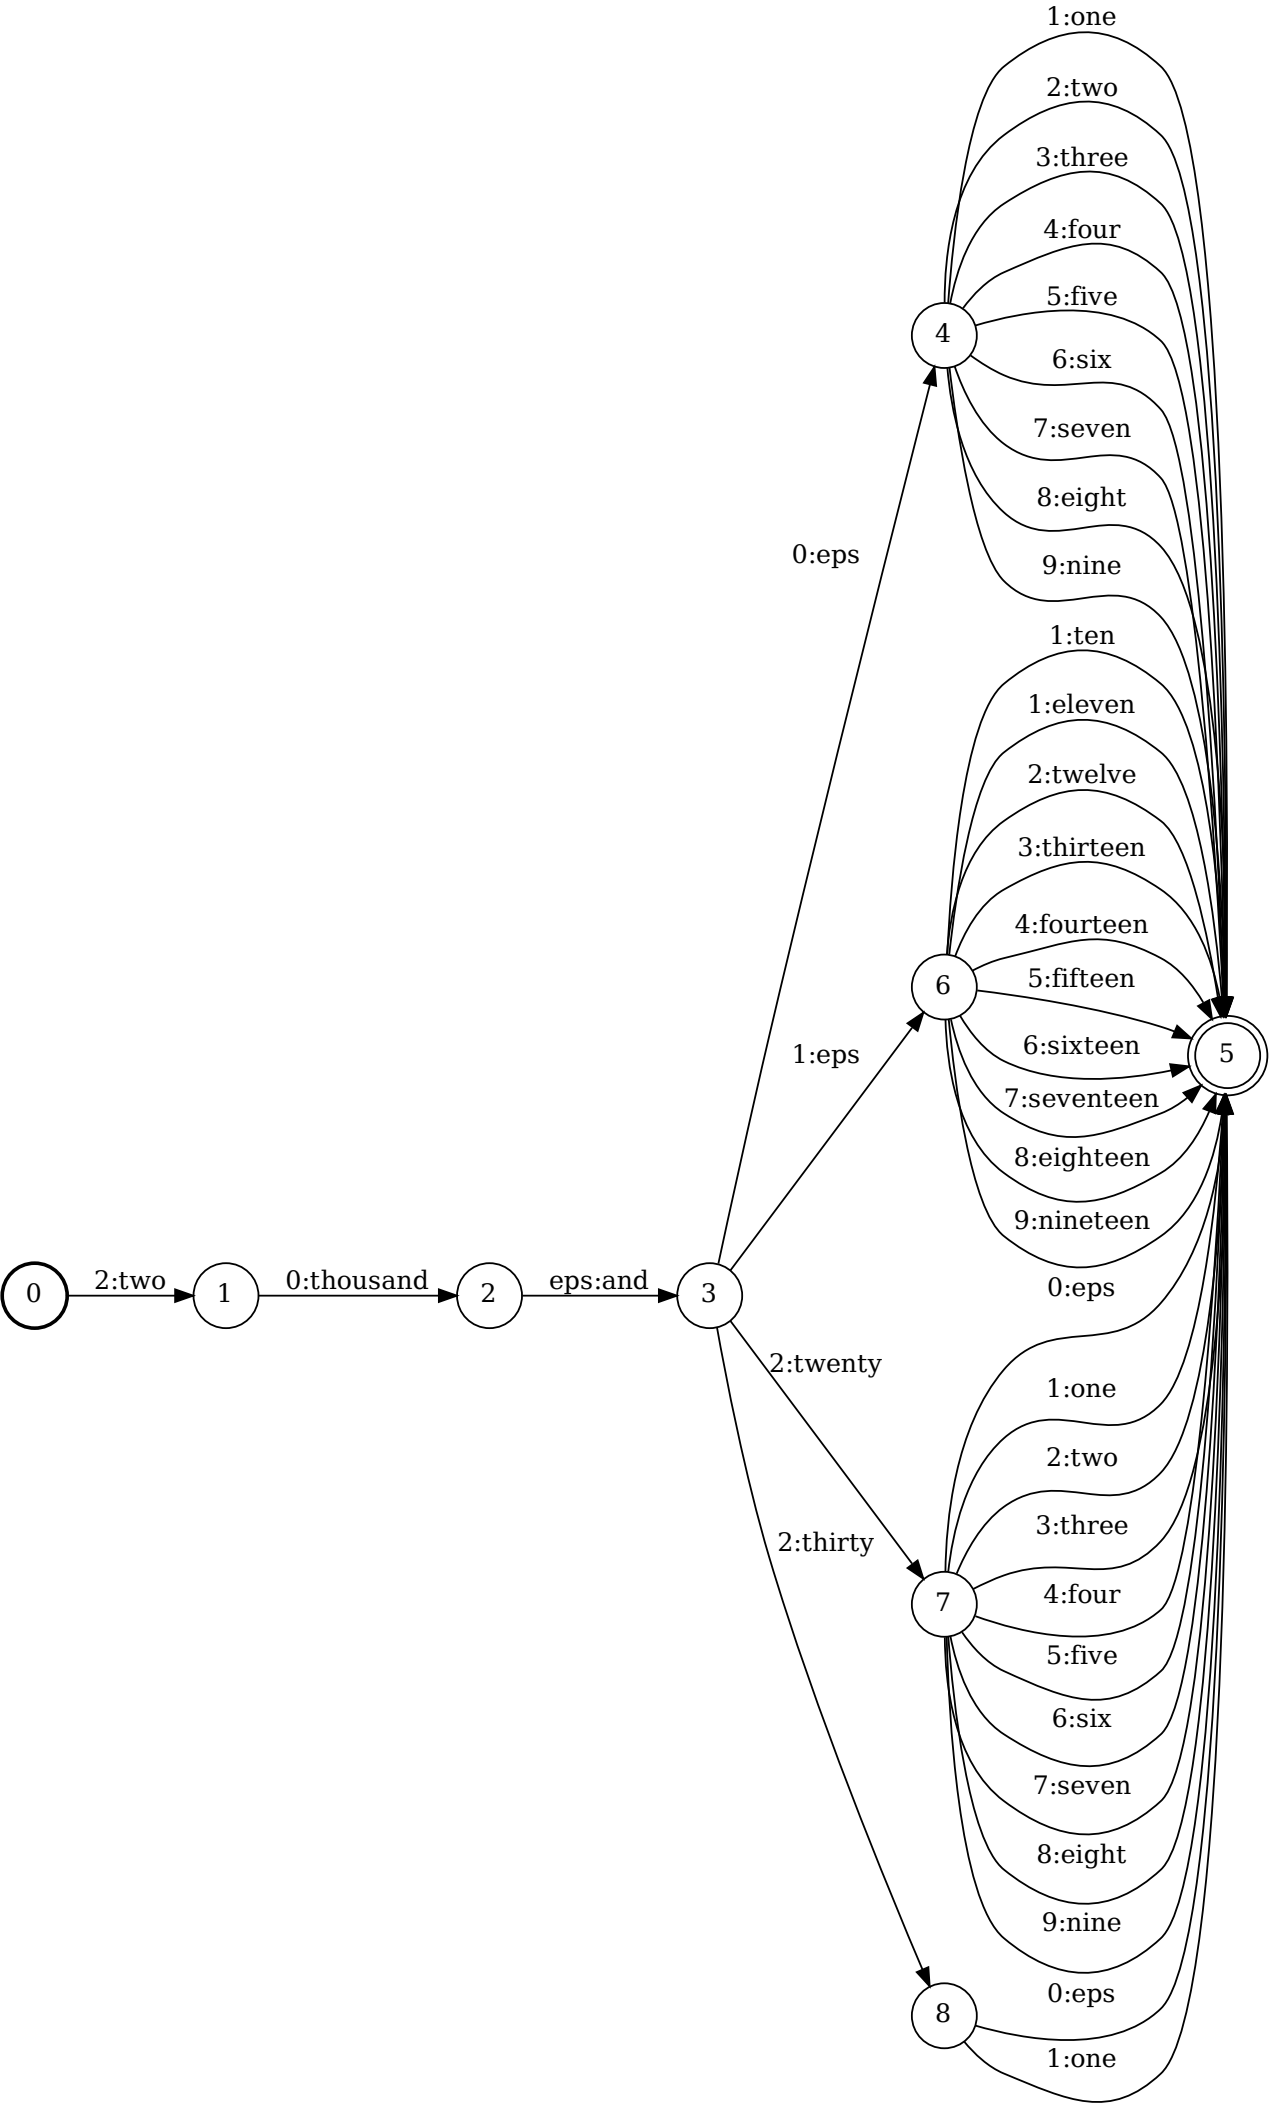 1:one
2:two
3:three
4:four
5:five
4
6:six
7:seven
8:eight
0:eps
9:nine
1:ten
1:eleven
2:twelve
3:thirteen
4:fourteen
5:fifteen
6
6:sixteen
5
1:eps
7:seventeen
8:eighteen
9:nineteen
0
2:two
1
0:thousand
2
eps:and
3
0:eps
2:twenty
1:one
2:two
3:three
2:thirty
4:four
7
5:five
6:six
7:seven
8:eight
9:nine
0:eps
8
1:one